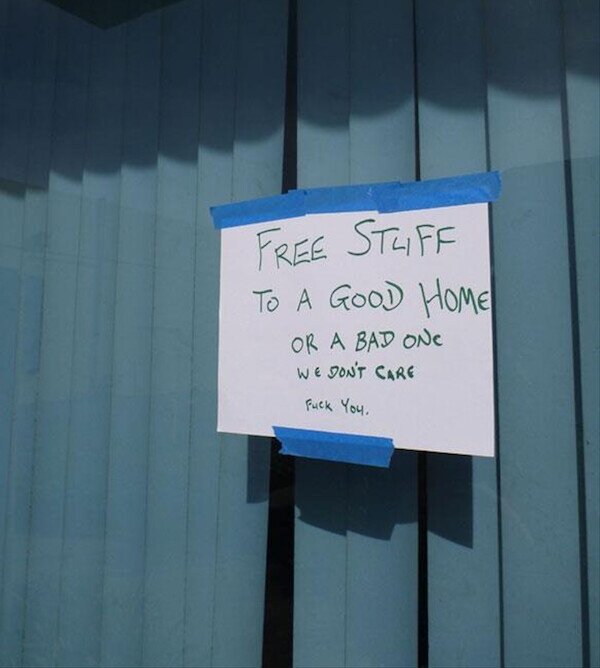 FREE STUFF
TO A GOOD HOME
OR A BAD ONE
WE DON'T CARE
FUCK YOU.